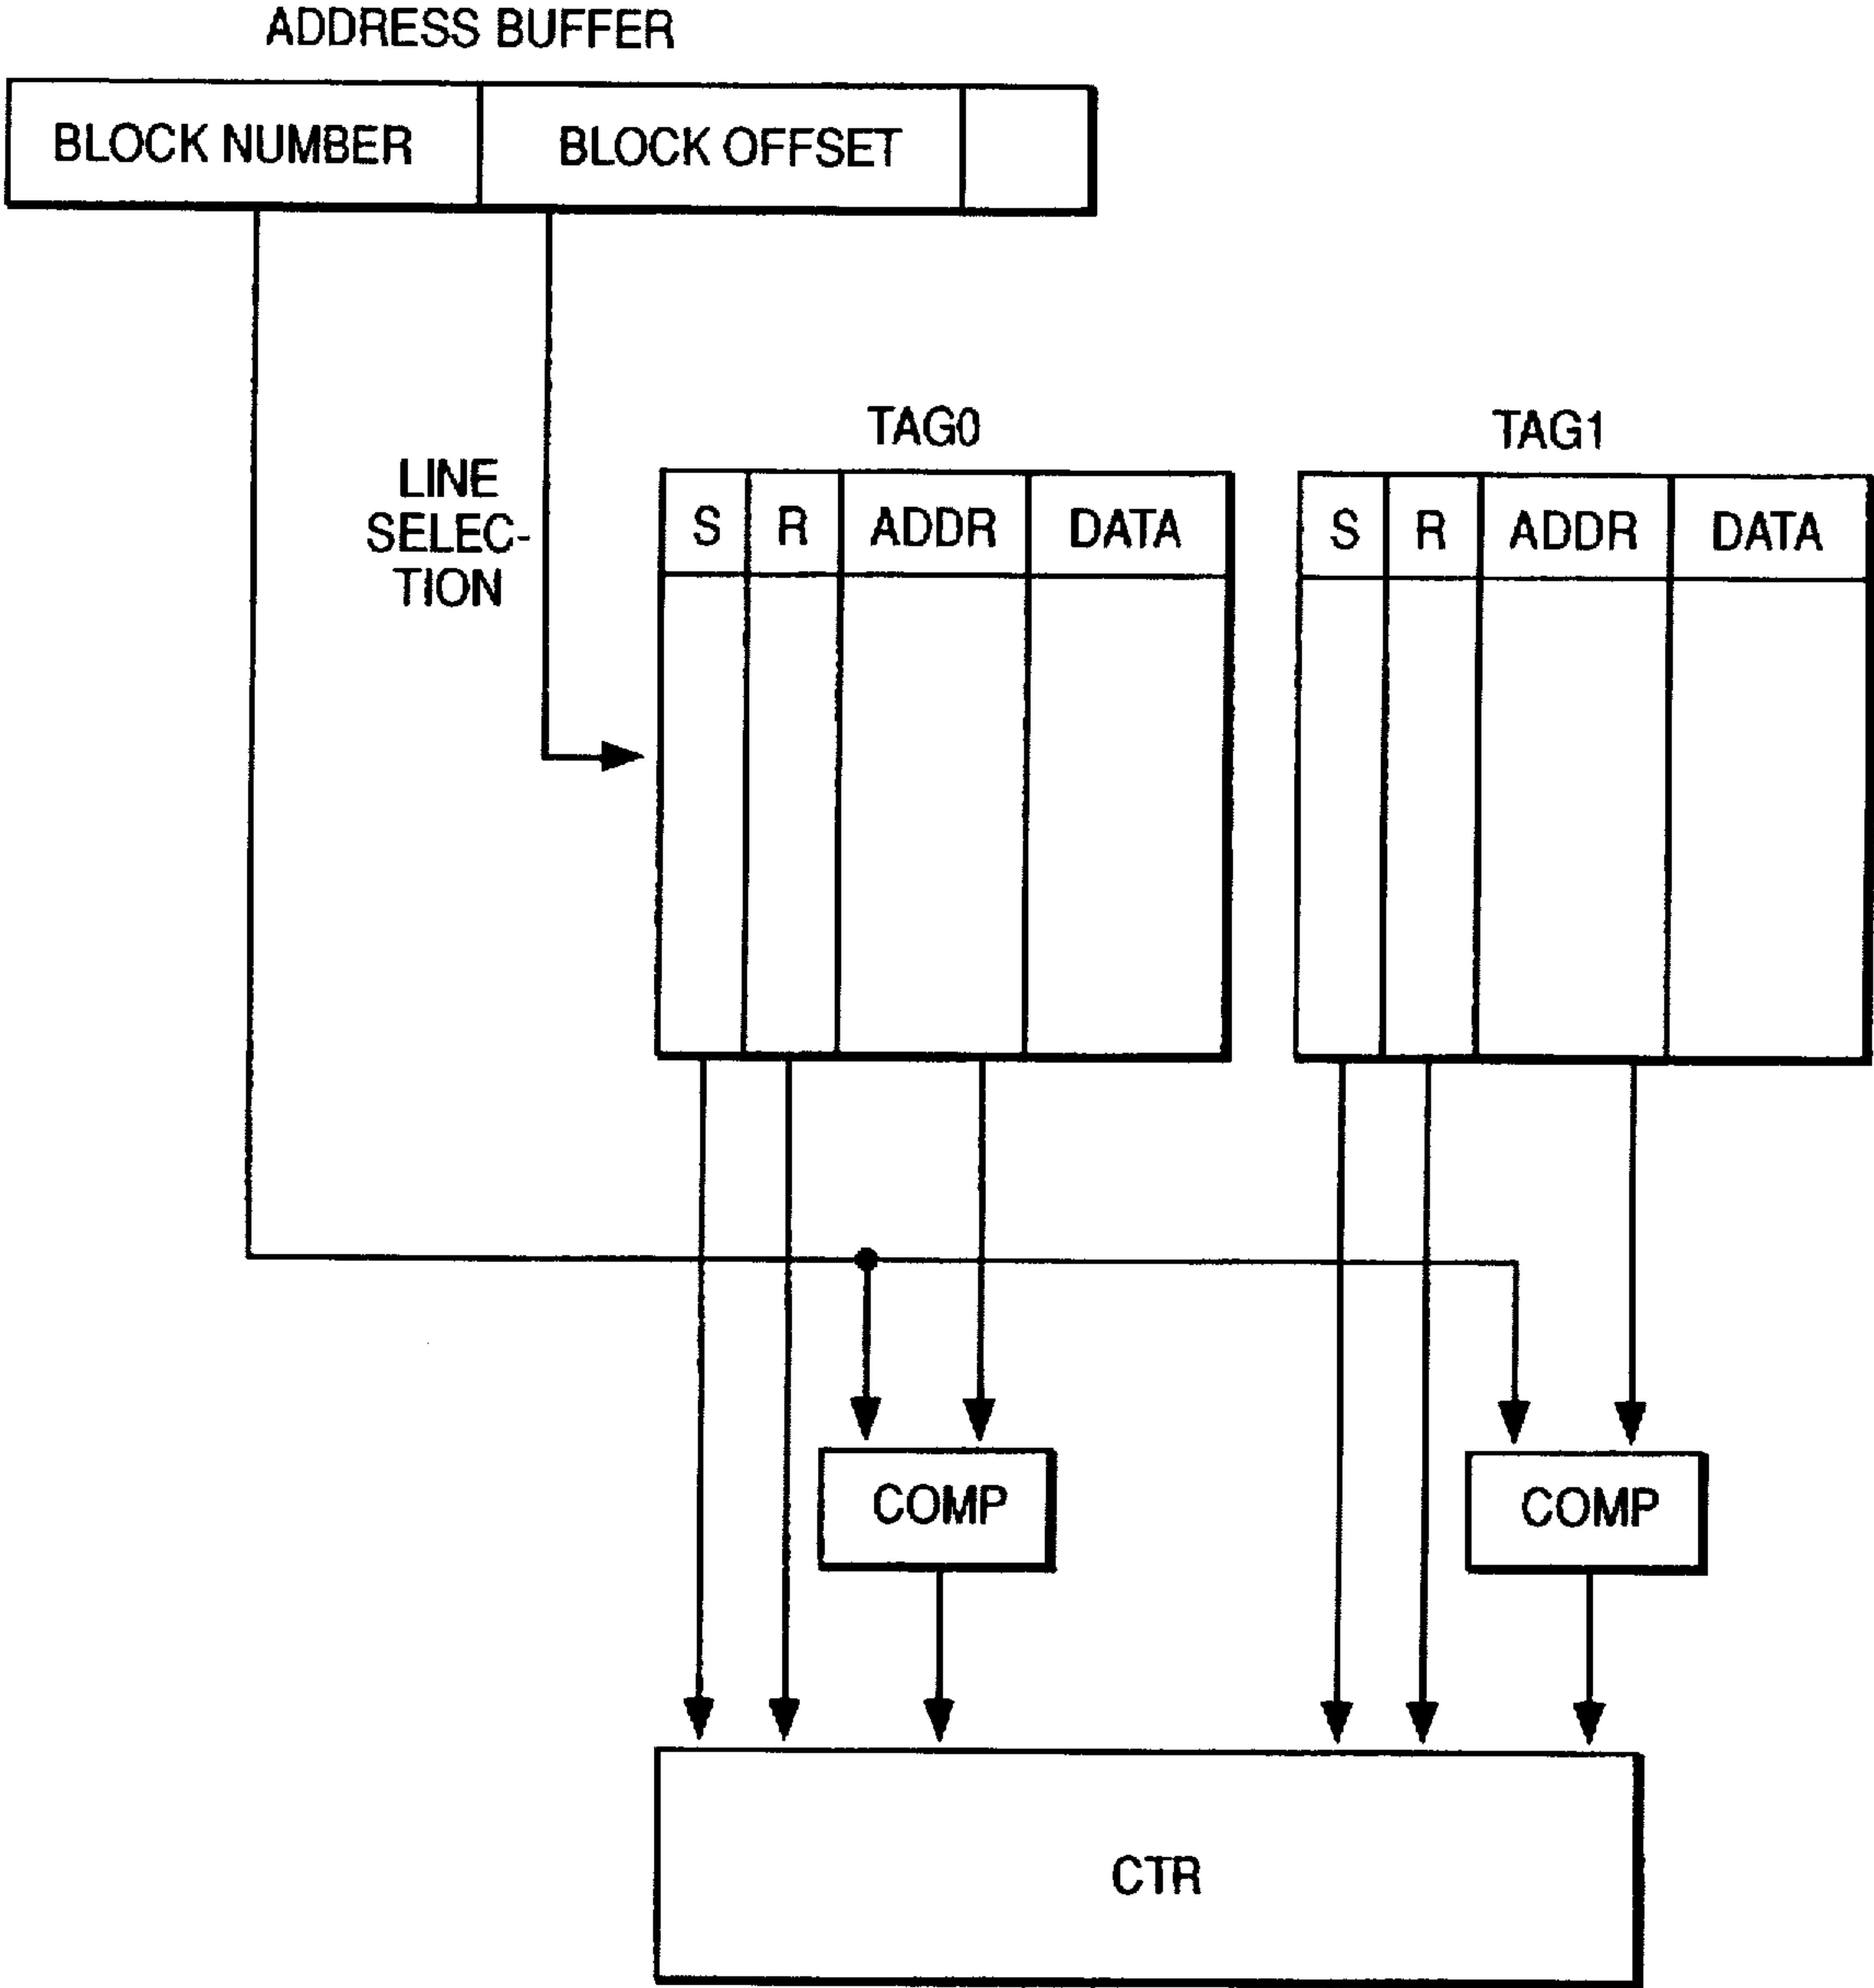 ADDRESS BUFFER
BLOCK NUMBER BLOCK OFFSET
LINE
SELEC-
TION
TAG0 TAG1
S R ADDR DATA S R ADDR DATA
COMP COMP
CTR